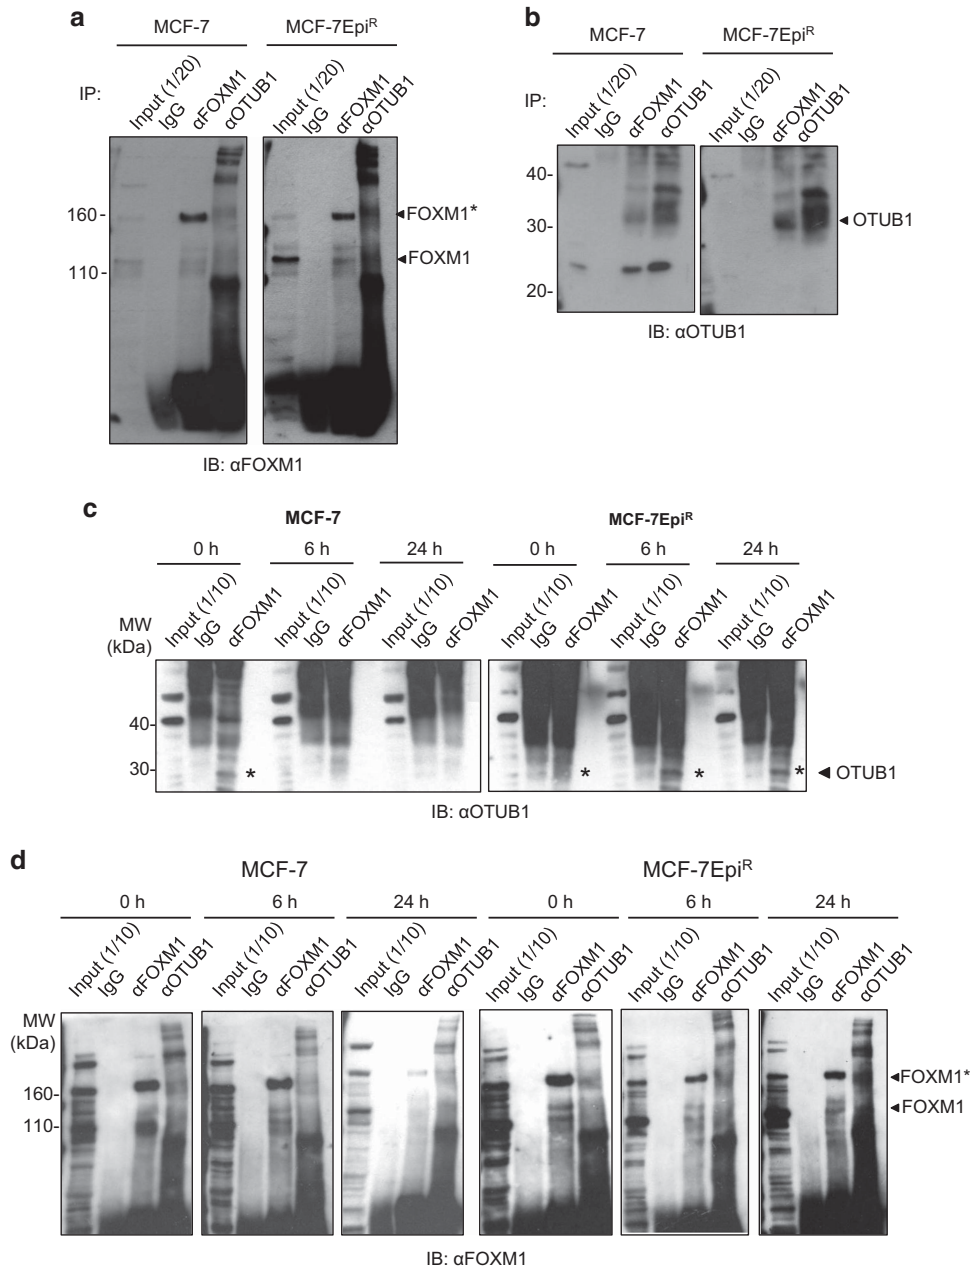 a
MCF-7
MCF-7Epiᴿ
IP:
Input (1/20)
IgG
αFOXM1
αOTUB1
Input (1/20)
IgG
αFOXM1
αOTUB1
160-
110-
FOXM1*
FOXM1
IB: αFOXM1
b
MCF-7
MCF-7Epiᴿ
IP:
Input (1/20)
IgG
αFOXM1
αOTUB1
Input (1/20)
IgG
αFOXM1
αOTUB1
40-
30-
20-
OTUB1
IB: αOTUB1
c
MCF-7
MCF-7Epiᴿ
0 h
6 h
24 h
0 h
6 h
24 h
Input (1/10)
IgG
αFOXM1
Input (1/10)
IgG
αFOXM1
Input (1/10)
IgG
αFOXM1
Input (1/10)
IgG
αFOXM1
Input (1/10)
IgG
αFOXM1
Input (1/10)
IgG
αFOXM1
MW
(kDa)
40-
30-
*
*
*
*
OTUB1
IB: αOTUB1
d
MCF-7
MCF-7Epiᴿ
0 h
6 h
24 h
0 h
6 h
24 h
Input (1/10)
IgG
αFOXM1
αOTUB1
Input (1/10)
IgG
αFOXM1
αOTUB1
Input (1/10)
IgG
αFOXM1
αOTUB1
Input (1/10)
IgG
αFOXM1
αOTUB1
Input (1/10)
IgG
αFOXM1
αOTUB1
Input (1/10)
IgG
αFOXM1
αOTUB1
MW
(kDa)
160-
110-
FOXM1*
FOXM1
IB: αFOXM1